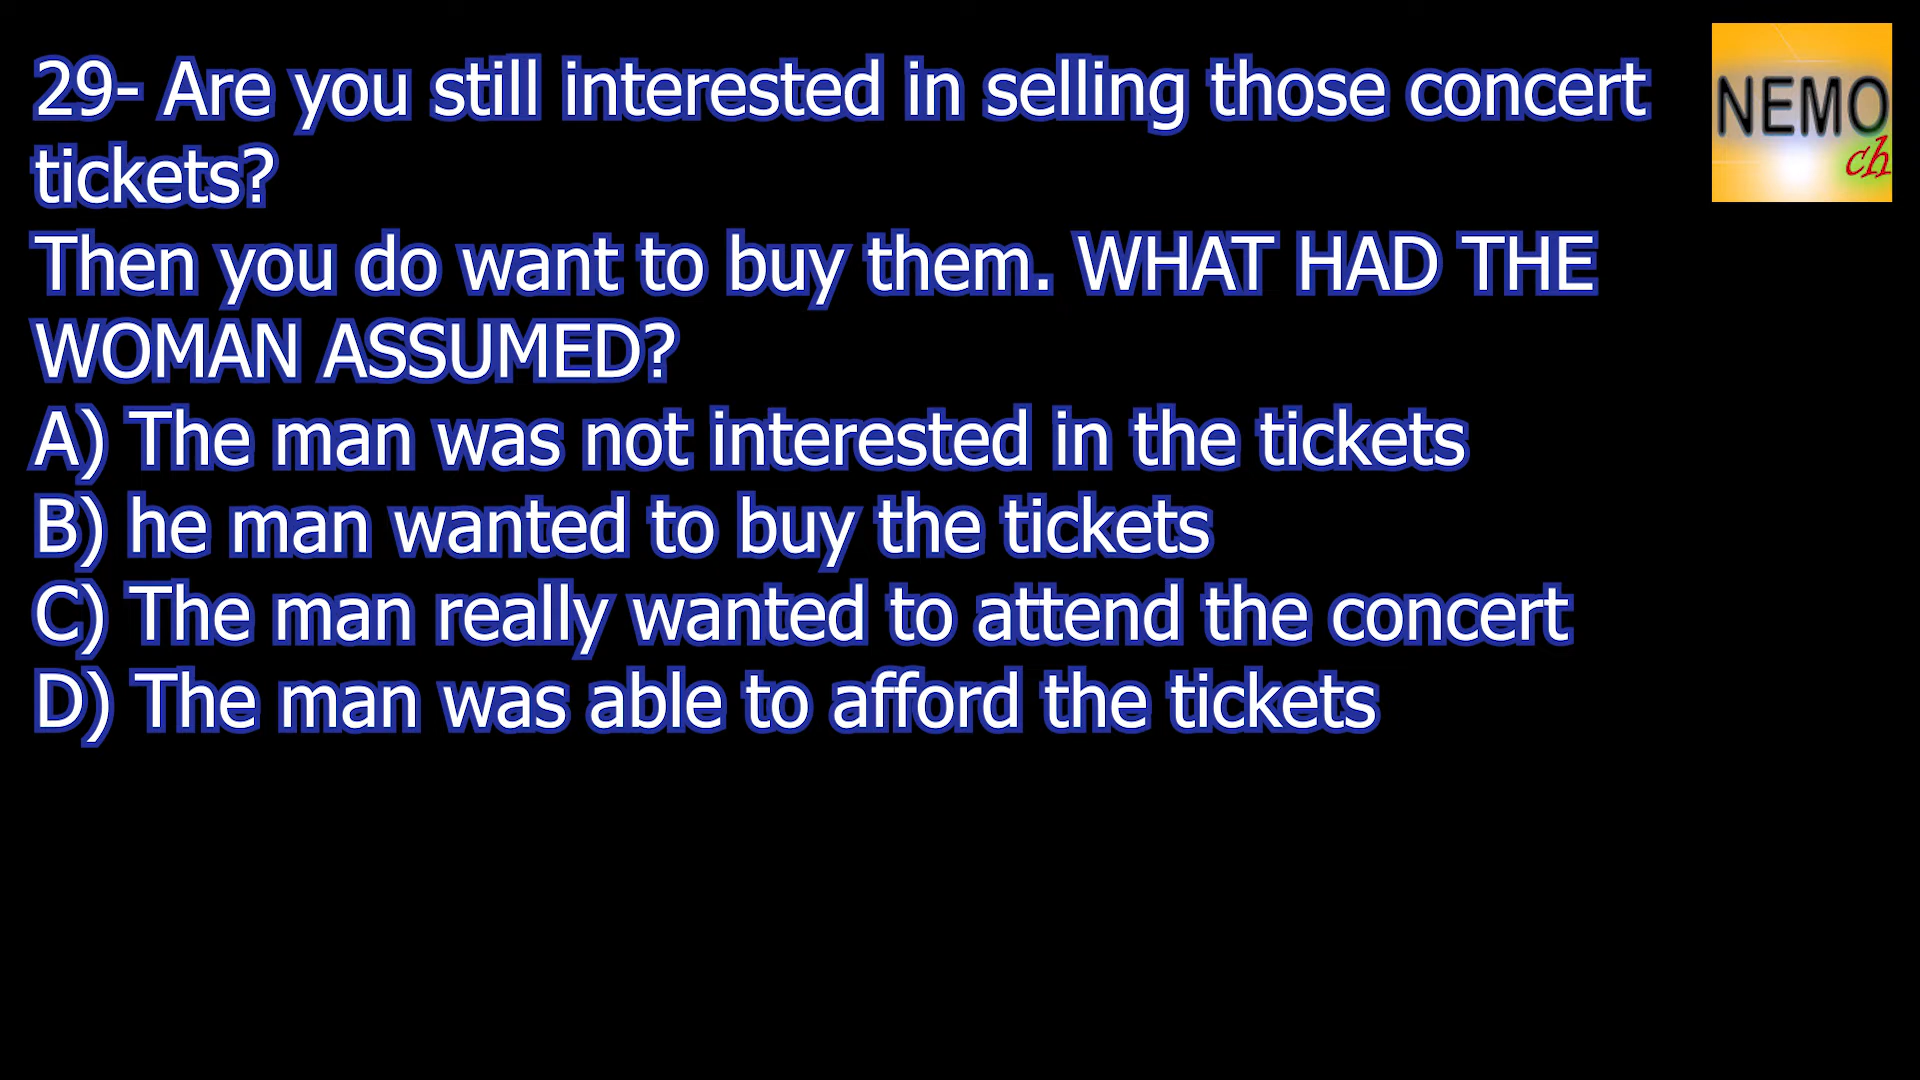 29- Are you still interested in selling those concert
tickets?
Then you do want to buy them. WHAT HAD THE
WOMAN ASSUMED?
A) The man was not interested in the tickets
B) he man wanted to buy the tickets
C) The man really wanted to attend the concert
D) The man was able to afford the tickets
NEMO
ch